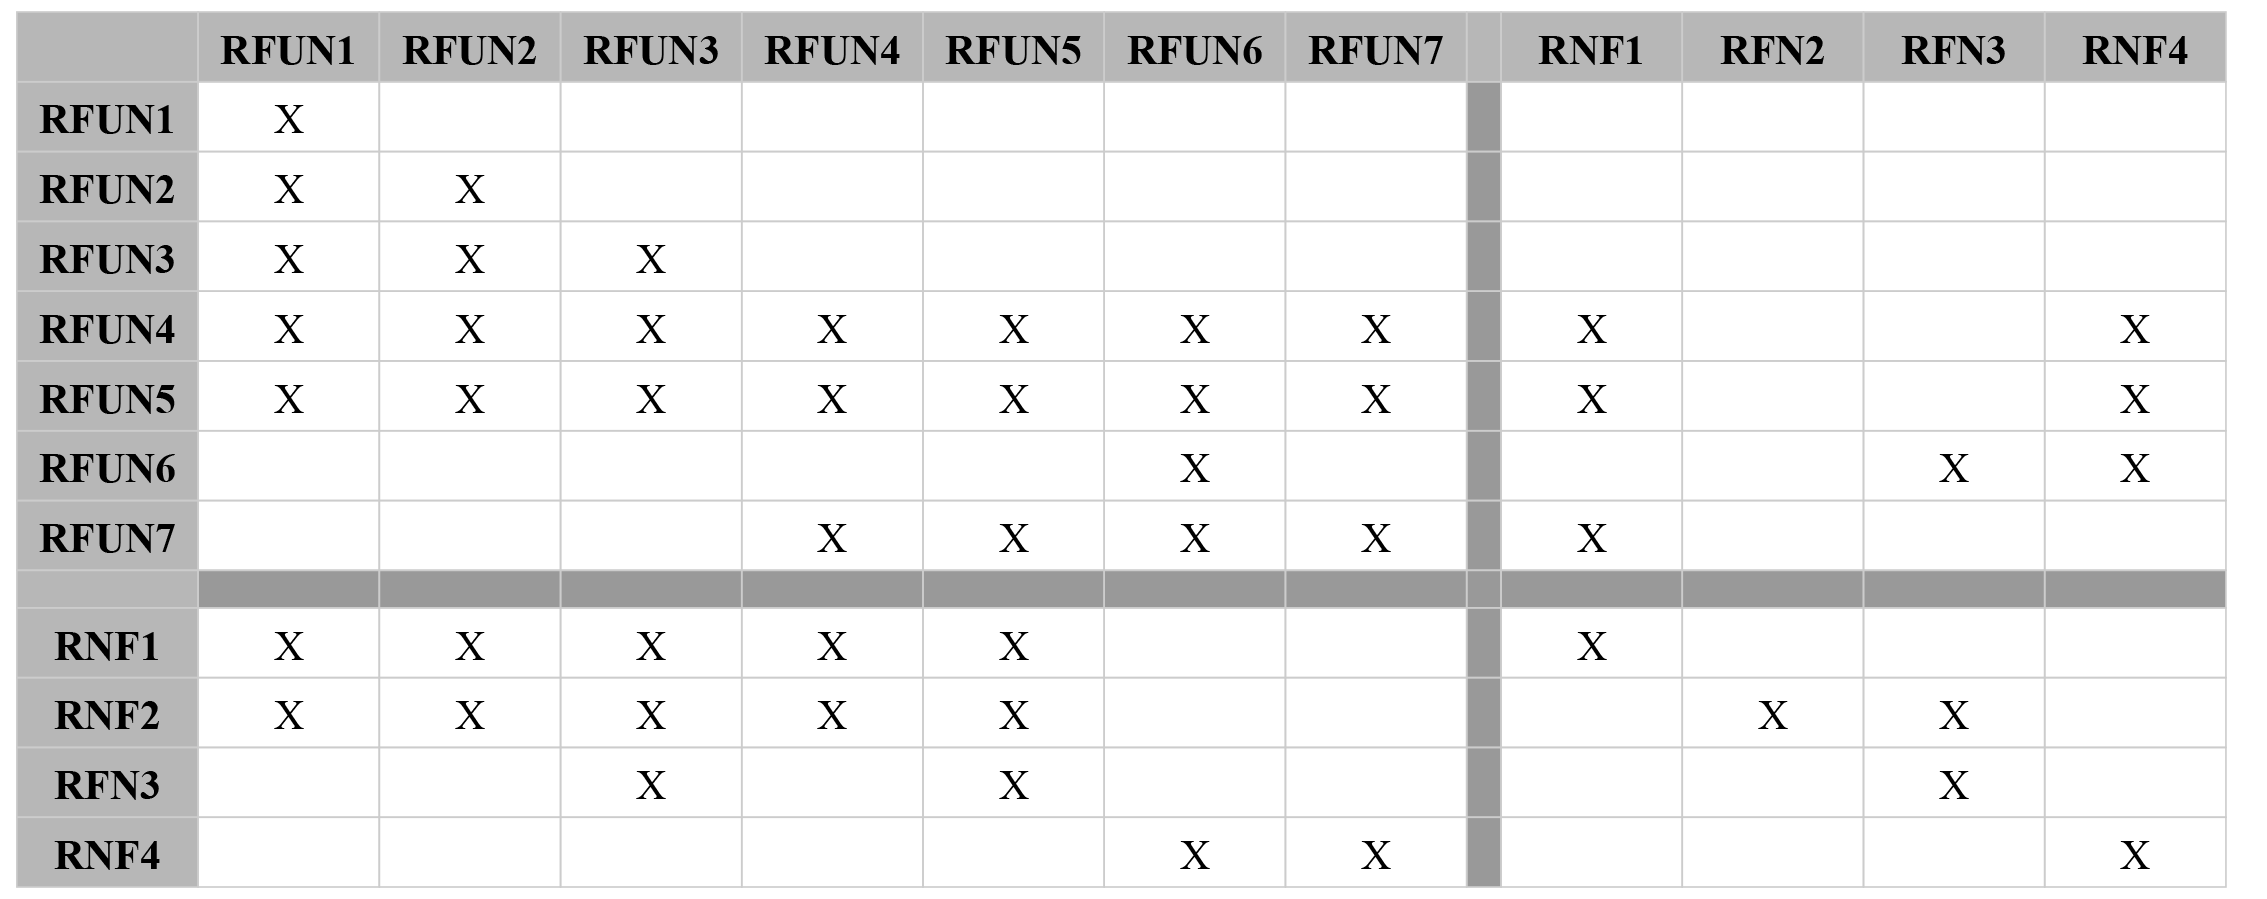 RFUN1 RFUN2 RFUN3 RFUN4 RFUN5 RFUN6 RFUN7 RNF1 RFN2 RFN3 RNF4
RFUN1 X
RFUN2 X X
RFUN3 X X X
RFUN4 X X X X X X X X X
RFUN5 X X X X X X X X X
RFUN6 X X X
RFUN7 X X X X X
RNF1 X X X X X X
RNF2 X X X X X X X
RFN3 X X X
RNF4 X X X